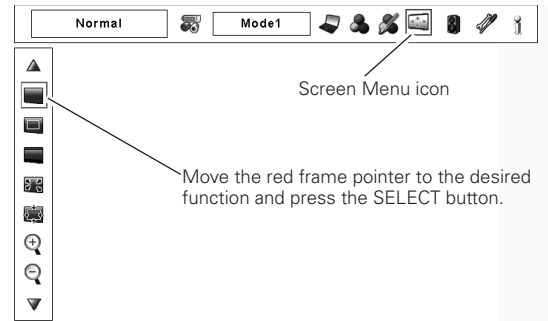 Normal Mode1
Screen Menu icon
Move the red frame pointer to the desired
function and press the SELECT button.